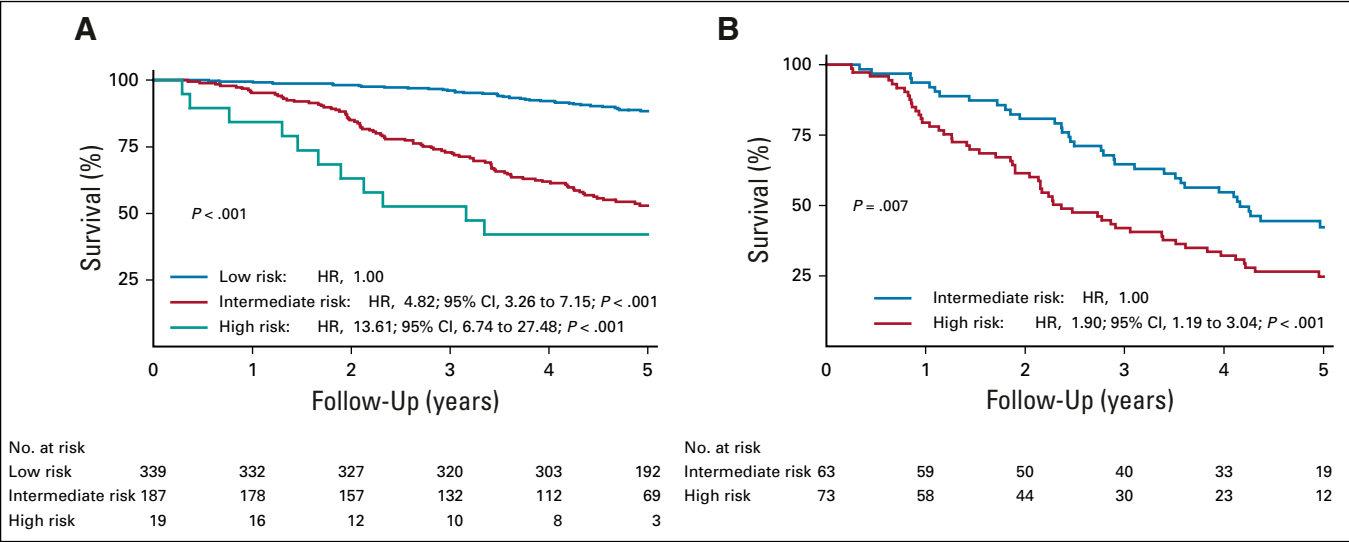 A
100
75
50
25
Survival (%)
P < .001
Low risk: HR, 1.00
Intermediate risk: HR, 4.82; 95% CI, 3.26 to 7.15; P < .001
High risk: HR, 13.61; 95% CI, 6.74 to 27.48; P < .001
0 1 2 3 4 5
Follow-Up (years)
No. at risk
Low risk 339 332 327 320 303 192
Intermediate risk 187 178 157 132 112 69
High risk 19 16 12 10 8 3
B
100
75
50
25
Survival (%)
P = .007
Intermediate risk: HR, 1.00
High risk: HR, 1.90; 95% CI, 1.19 to 3.04; P < .001
0 1 2 3 4 5
Follow-Up (years)
No. at risk
Intermediate risk 63 59 50 40 33 19
High risk 73 58 44 30 23 12